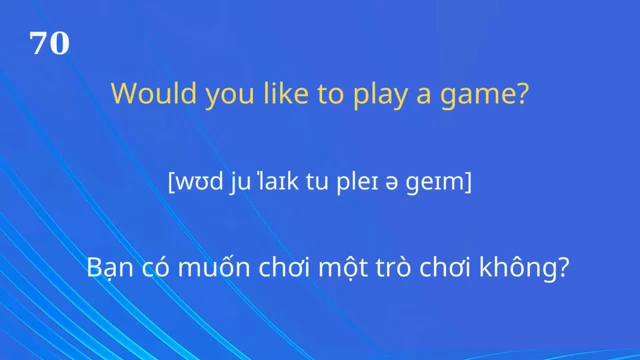 70
Would you like to play a game?
[wʊd ju ˈlaɪk tu pleɪ ə geɪm]
Bạn có muốn chơi một trò chơi không?